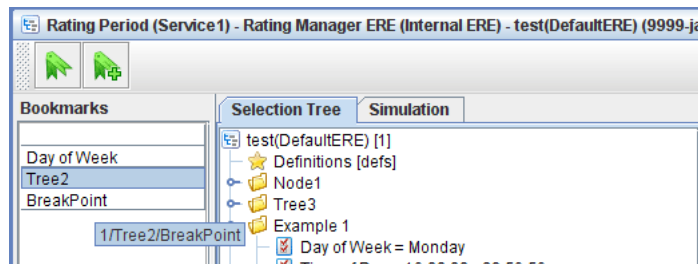 Rating Period (Service1) - Rating Manager ERE (Internal ERE) - test(DefaultERE) (9999-ja
Bookmarks
Day of Week
Tree2
BreakPoint
1/Tree2/BreakPoint
Selection Tree Simulation
test(DefaultERE) [1]
Definitions [defs]
Node1
Tree3
Example 1
Day of Week = Monday